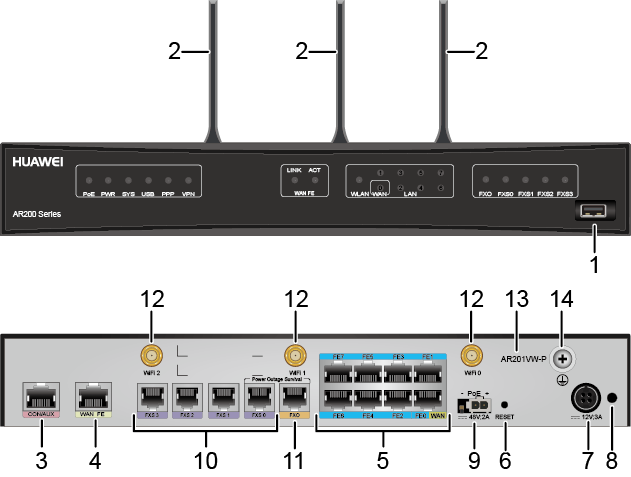 2 2 2
HUAWEI
LINK ACT
1 3 5 7
PoE PWR SYS USB PPP VPN
WAN FE
WLAN WAN LAN
0 2 4 6
FXO FXS0 FXS1 FXS2 FXS3
AR200 Series
1
12 12 12 13 14
WiFi 2 WiFi 1 WiFi 0
AR201VW-P
FE7 FE5 FE3 FE1
Power Outage Survival
- PoE +
CON/AUX WAN FE FXS 3 FXS 2 FXS 1 FXS 0 FXO
FE6 FE4 FE2 FE0 WAN
48V;2A RESET 12V;3A
3 4 10 11 5 9 6 7 8